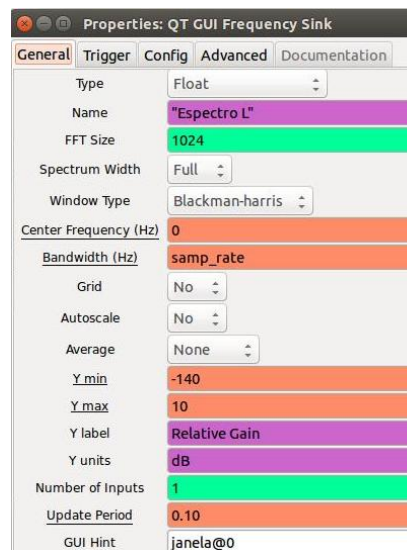 Properties: QT GUI Frequency Sink
General Trigger Config Advanced Documentation
Type Float
Name "Espectro L"
FFT Size 1024
Spectrum Width Full
Window Type Blackman-harris
Center Frequency (Hz) 0
Bandwidth (Hz) samp_rate
Grid No
Autoscale No
Average None
Y min -140
Y max 10
Y label Relative Gain
Y units dB
Number of Inputs 1
Update Period 0.10
GUI Hint janela@0